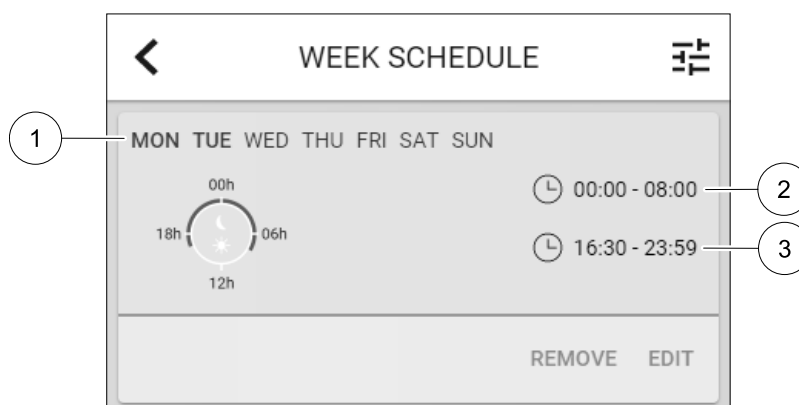 WEEK SCHEDULE
1
MON TUE WED THU FRI SAT SUN
00h
00:00 - 08:00
2
18h
06h
16:30 - 23:59
3
12h
REMOVE EDIT